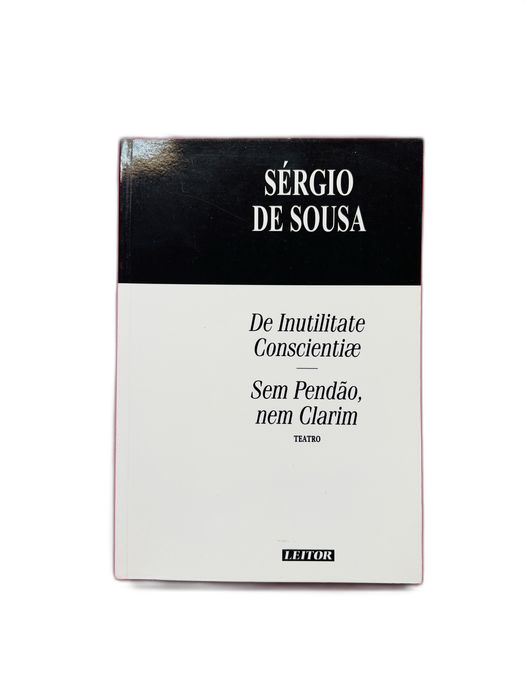 SÉRGIO
DE SOUSA
De Inutilitate
Conscientiæ
Sem Pendão,
nem Clarim
TEATRO
LEITOR